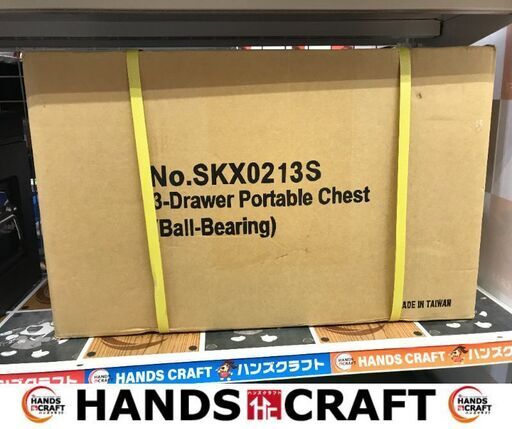 No.SKX0213S
3-Drawer Portable Chest
(Ball-Bearing)
MADE IN TAIWAN
ハンズクラフト HANDS CRAFT ハンズクラフト HANDS CRAFT ハンズクラフト
HANDS CRAFT HANDS CRAFT HANDS CRAFT